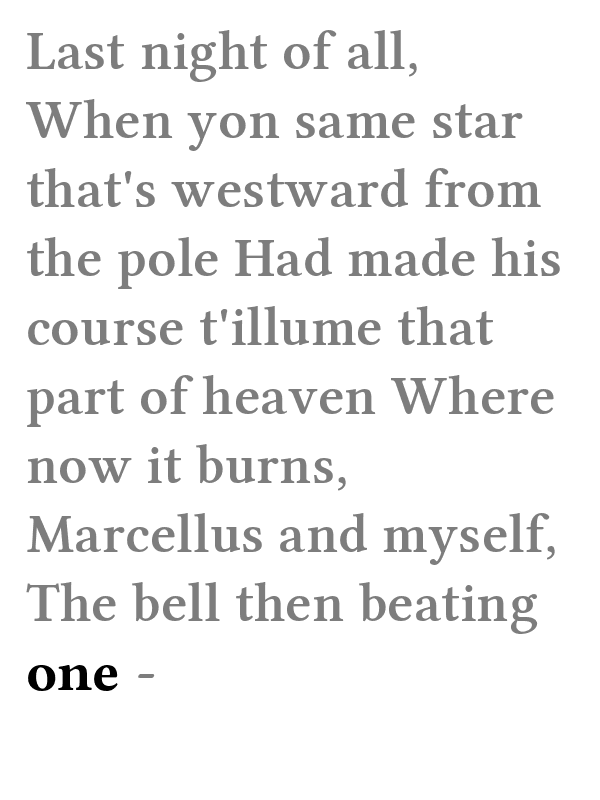 Last night of all,
When yon same star
that's westward from
the pole Had made his
course t'illume that
part of heaven Where
now it burns,
Marcellus and myself,
The bell then beating
one -